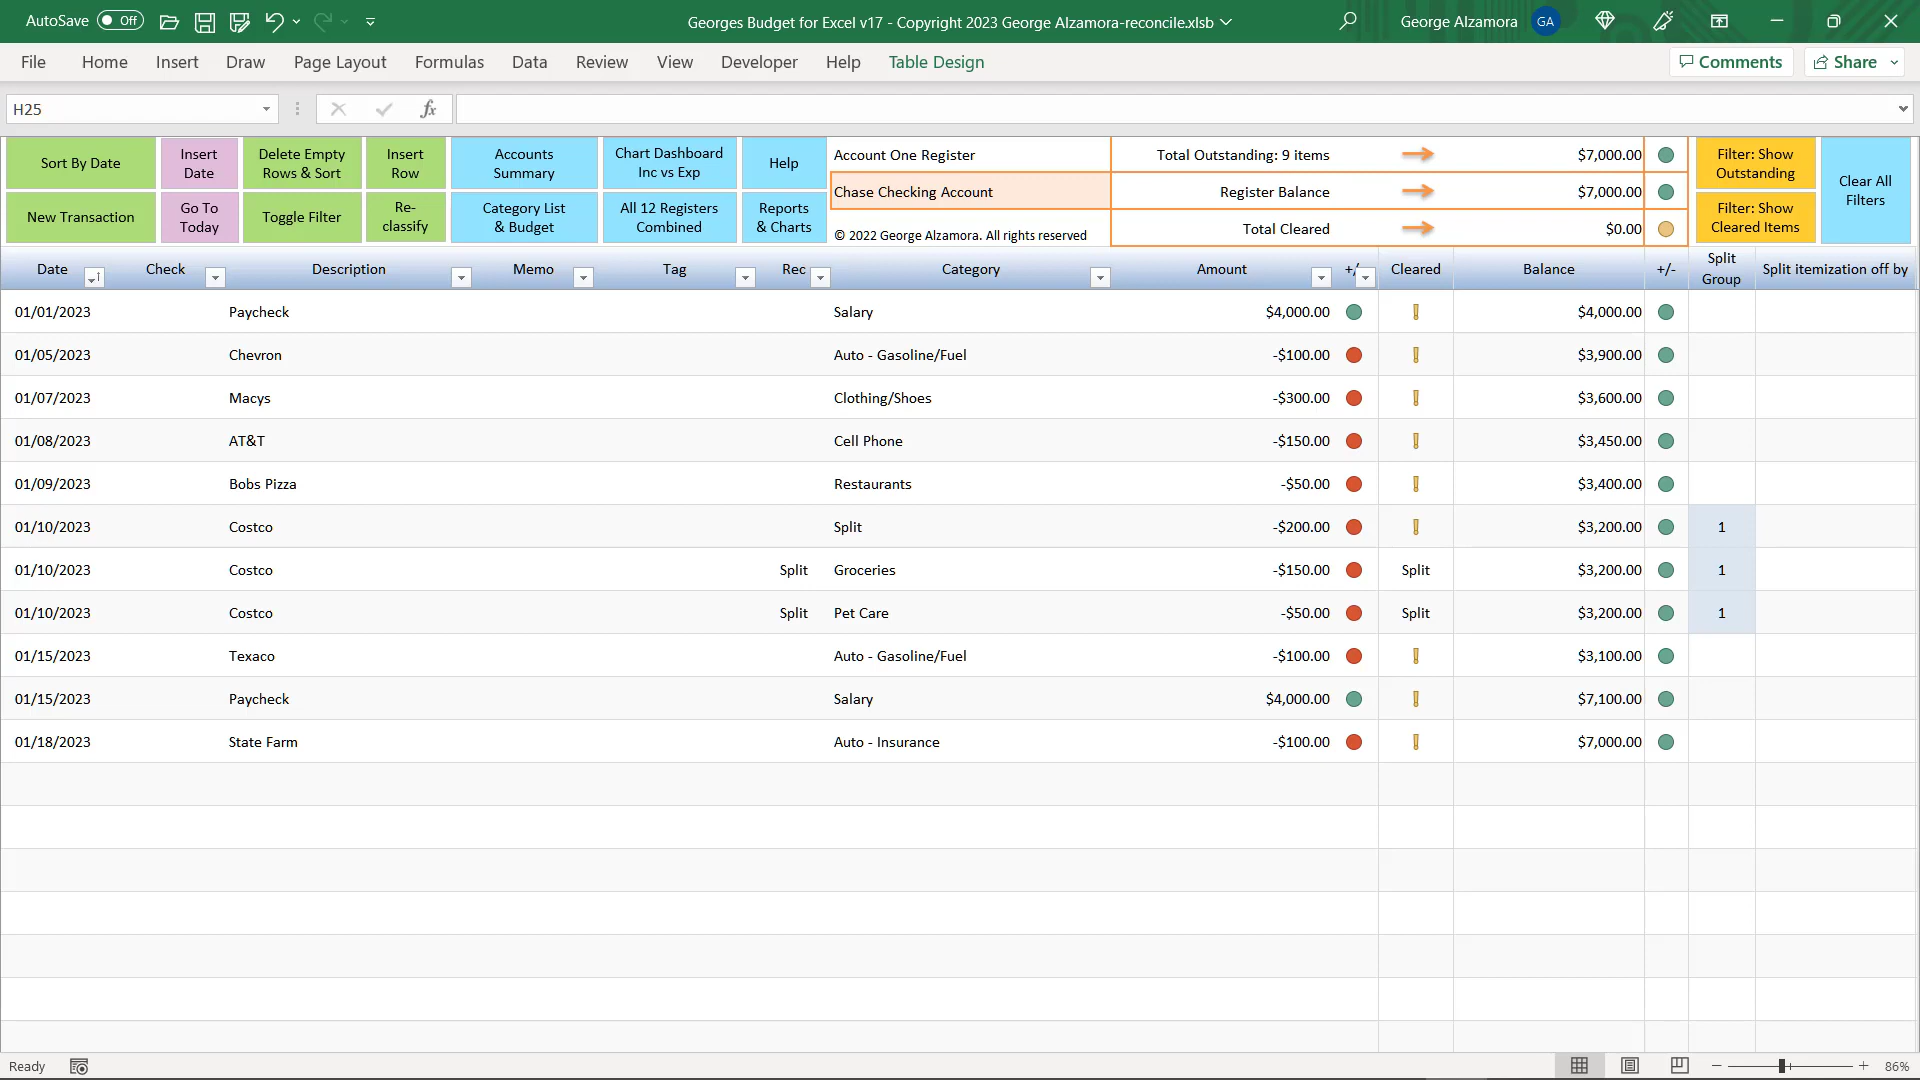 AutoSave Off
Georges Budget for Excel v17 - Copyright 2023 George Alzamora-reconcile.xlsb
George Alzamora GA
File Home Insert Draw Page Layout Formulas Data Review View Developer Help Table Design
Comments Share
H25 fx
Sort By Date
Insert Date
Delete Empty Rows & Sort
Insert Row
Accounts Summary
Chart Dashboard Inc vs Exp
Help
Account One Register
Total Outstanding: 9 items $7,000.00
Filter: Show Outstanding
Clear All Filters
Chase Checking Account
Register Balance $7,000.00
New Transaction
Go To Today
Toggle Filter
Re-classify
Category List & Budget
All 12 Registers Combined
Reports & Charts
© 2022 George Alzamora. All rights reserved
Total Cleared $0.00
Filter: Show Cleared Items
Date Check Description Memo Tag Rec Category Amount +/ Cleared Balance +/- Split Group Split itemization off by
01/01/2023 Paycheck Salary $4,000.00 $4,000.00
01/05/2023 Chevron Auto - Gasoline/Fuel -$100.00 $3,900.00
01/07/2023 Macys Clothing/Shoes -$300.00 $3,600.00
01/08/2023 AT&T Cell Phone -$150.00 $3,450.00
01/09/2023 Bobs Pizza Restaurants -$50.00 $3,400.00
01/10/2023 Costco Split -$200.00 $3,200.00 1
01/10/2023 Costco Split Groceries -$150.00 Split $3,200.00 1
01/10/2023 Costco Split Pet Care -$50.00 Split $3,200.00 1
01/15/2023 Texaco Auto - Gasoline/Fuel -$100.00 $3,100.00
01/15/2023 Paycheck Salary $4,000.00 $7,100.00
01/18/2023 State Farm Auto - Insurance -$100.00 $7,000.00
Ready 86%